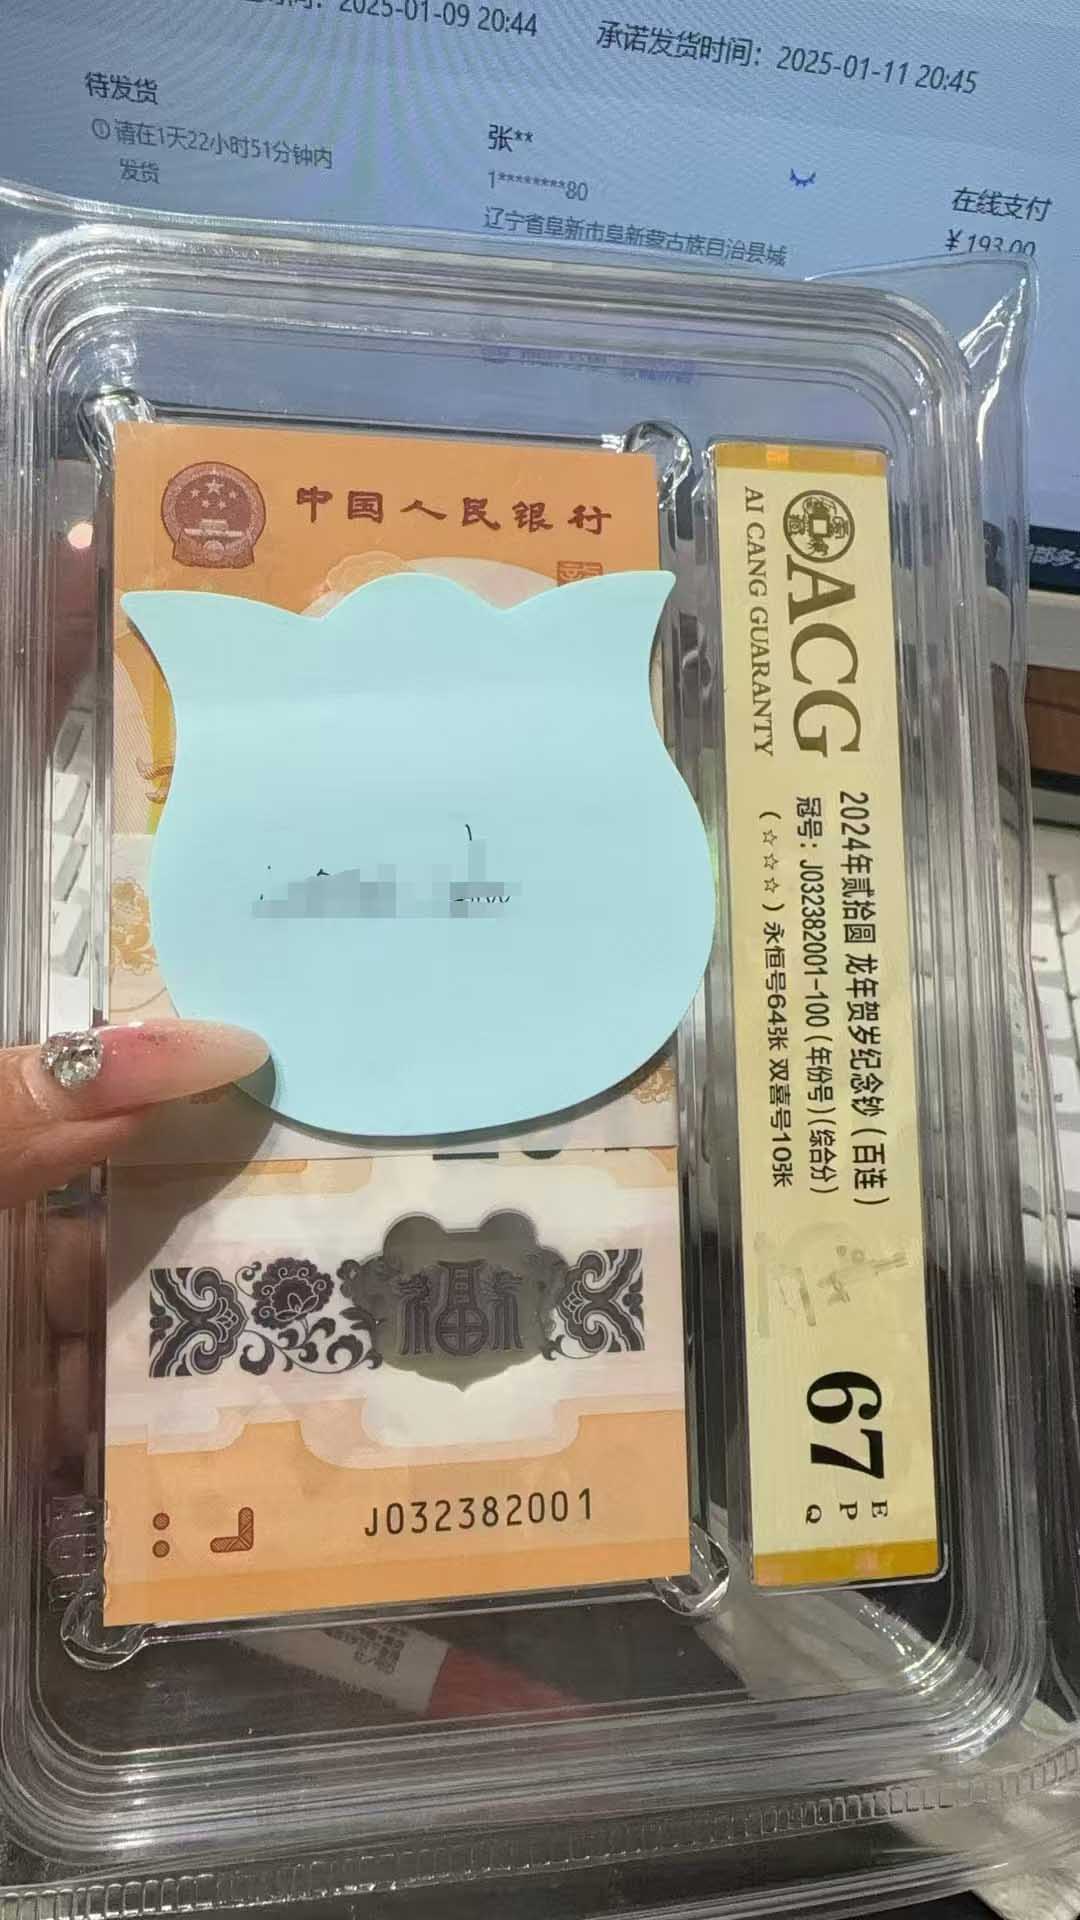 2025-01-09 20:44
承诺发货时间：2025-01-11 20:45
待发货
请在1天22小时51分钟内
发货
张**
1********80
辽宁省阜新市阜新蒙古族自治县城
在线支付
￥193.00
中国人民银行
福
J032382001
ACG
AI CANG GUARANTY
2024年贰拾圆 龙年贺岁纪念钞（百连）
冠号：J032382001-100（年份号）（综合分）
（☆☆☆）永恒号64张 双喜号10张
67
E
P
Q